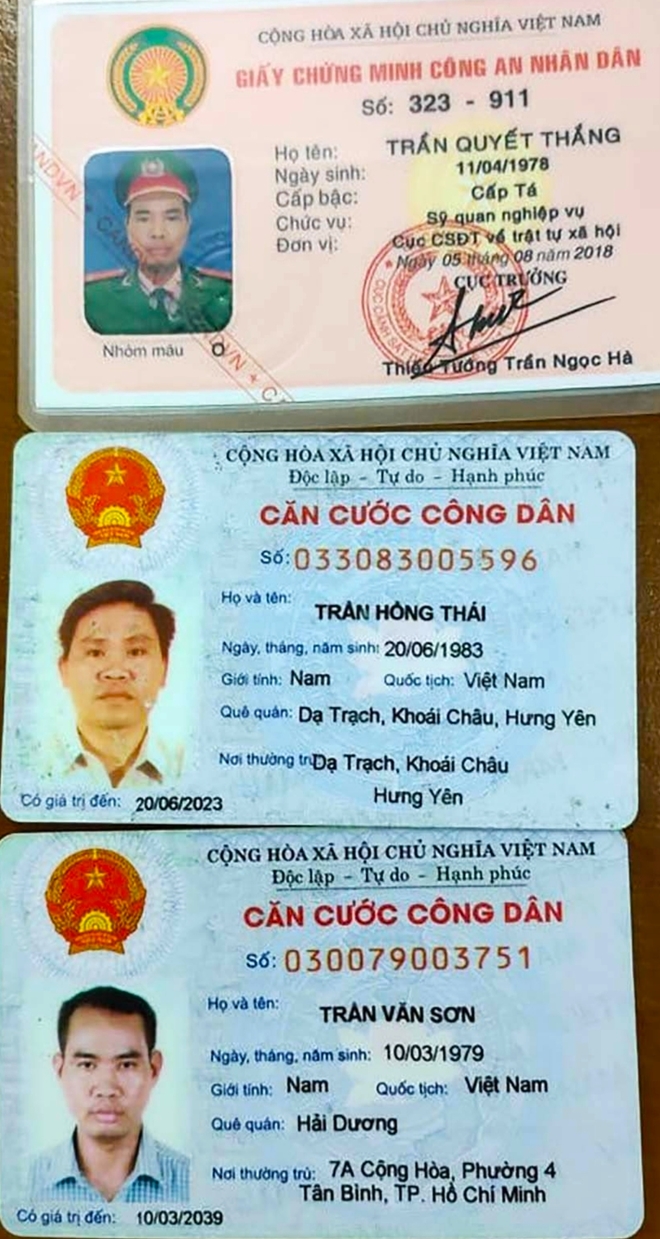 CỘNG HÒA XÃ HỘI CHỦ NGHĨA VIỆT NAM
GIẤY CHỨNG MINH CÔNG AN NHÂN DÂN
Số: 323 - 911
Họ tên: TRẦN QUYẾT THẮNG
Ngày sinh: 11/04/1978
Cấp bậc: Cấp Tá
Chức vụ: Sỹ quan nghiệp vụ
Đơn vị: Cục CSĐT về trật tự xã hội
Ngày 05 tháng 08 năm 2018
CỤC TRƯỞNG
Thiếu Tướng Trần Ngọc Hà
Nhóm máu O
CỘNG HÒA XÃ HỘI CHỦ NGHĨA VIỆT NAM
Độc lập - Tự do - Hạnh phúc
CĂN CƯỚC CÔNG DÂN
Số: 033083005596
Họ và tên:
TRẦN HỒNG THÁI
Ngày, tháng, năm sinh: 20/06/1983
Giới tính: Nam Quốc tịch: Việt Nam
Quê quán: Dạ Trạch, Khoái Châu, Hưng Yên
Nơi thường trú: Dạ Trạch, Khoái Châu
Hưng Yên
Có giá trị đến: 20/06/2023
CỘNG HÒA XÃ HỘI CHỦ NGHĨA VIỆT NAM
Độc lập - Tự do - Hạnh phúc
CĂN CƯỚC CÔNG DÂN
Số: 030079003751
Họ và tên:
TRẦN VĂN SƠN
Ngày, tháng, năm sinh: 10/03/1979
Giới tính: Nam Quốc tịch: Việt Nam
Quê quán: Hải Dương
Nơi thường trú: 7A Cộng Hòa, Phường 4
Tân Bình, TP. Hồ Chí Minh
Có giá trị đến: 10/03/2039